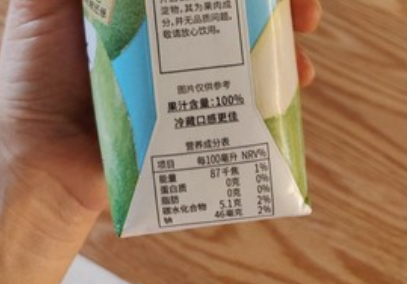 淀物，其为果肉成
分，并无品质问题，
敬请放心饮用。
图片仅供参考
果汁含量：100%
冷藏口感更佳
营养成分表
项目 每100毫升 NRV%
能量 87千焦 1%
蛋白质 0克 0%
脂肪 0克 0%
碳水化合物 5.1克 2%
钠 46毫克 2%